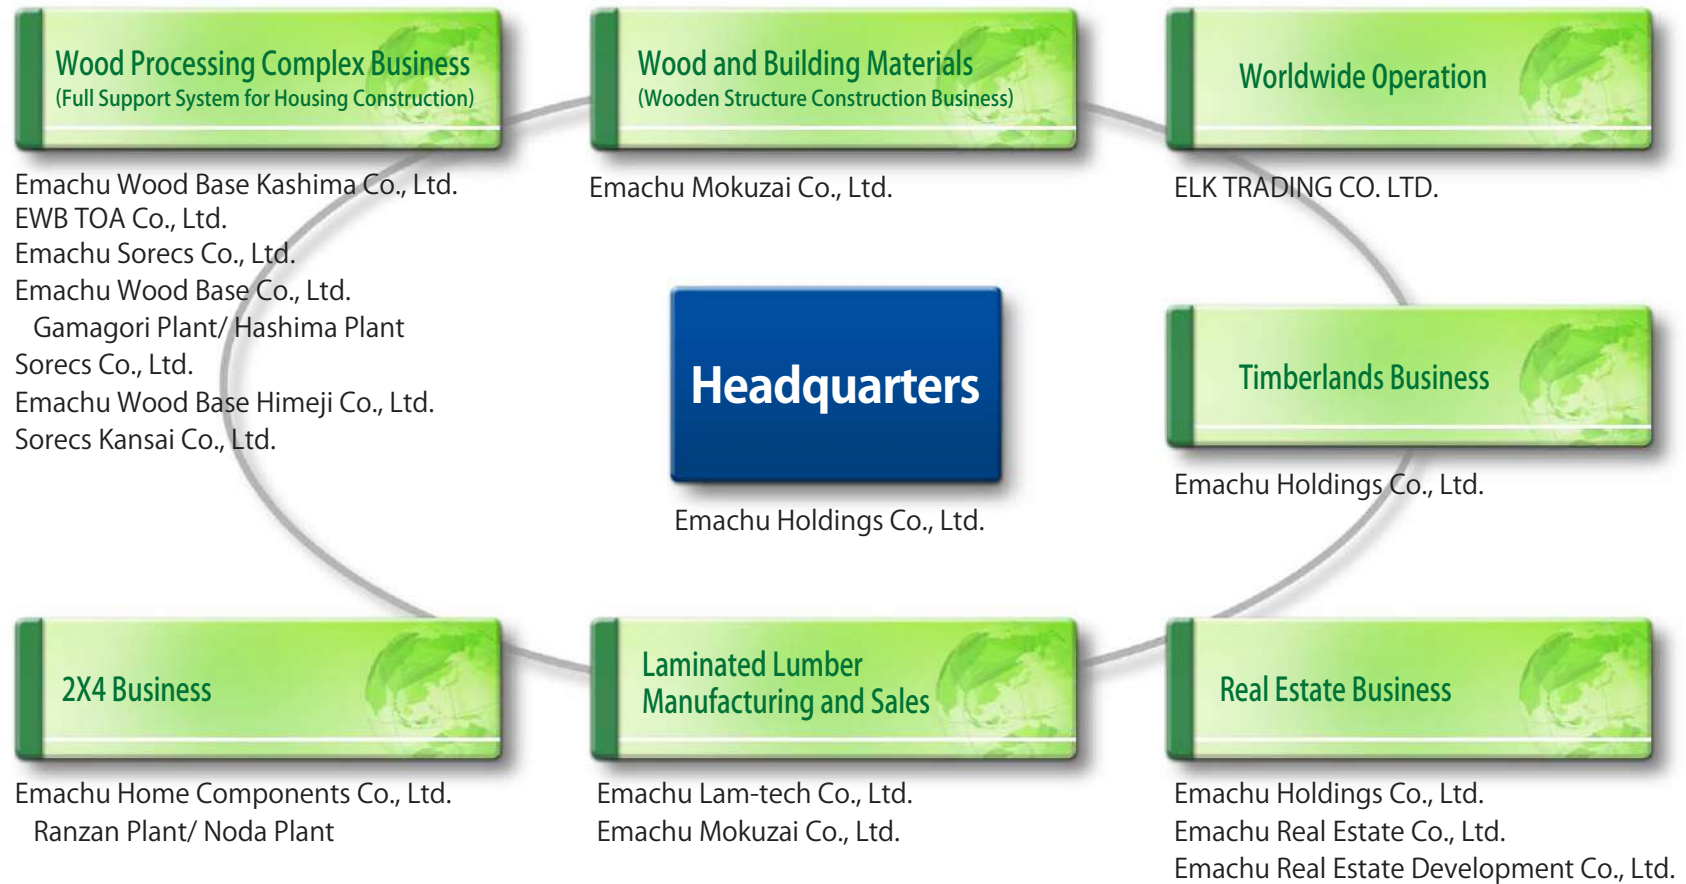 Wood Processing Complex Business
(Full Support System for Housing Construction)
Emachu Wood Base Kashima Co., Ltd.
EWB TOA Co., Ltd.
Emachu Sorecs Co., Ltd.
Emachu Wood Base Co., Ltd.
Gamagori Plant/ Hashima Plant
Sorecs Co., Ltd.
Emachu Wood Base Himeji Co., Ltd.
Sorecs Kansai Co., Ltd.
Wood and Building Materials
(Wooden Structure Construction Business)
Emachu Mokuzai Co., Ltd.
Worldwide Operation
ELK TRADING CO. LTD.
Headquarters
Emachu Holdings Co., Ltd.
Timberlands Business
Emachu Holdings Co., Ltd.
2X4 Business
Emachu Home Components Co., Ltd.
Ranzan Plant/ Noda Plant
Laminated Lumber
Manufacturing and Sales
Emachu Lam-tech Co., Ltd.
Emachu Mokuzai Co., Ltd.
Real Estate Business
Emachu Holdings Co., Ltd.
Emachu Real Estate Co., Ltd.
Emachu Real Estate Development Co., Ltd.